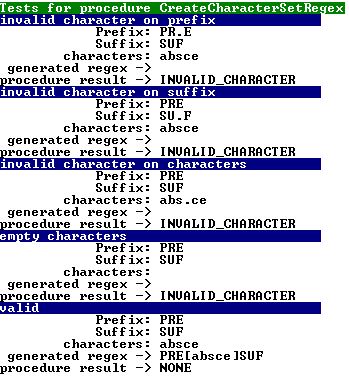 Tests for procedure CreateCharacterSetRegex
invalid character on prefix
Prefix: PR.E
Suffix: SUF
characters: absce
generated regex ->
procedure result -> INVALID_CHARACTER
invalid character on suffix
Prefix: PRE
Suffix: SU.F
characters: absce
generated regex ->
procedure result -> INVALID_CHARACTER
invalid character on characters
Prefix: PRE
Suffix: SUF
characters: abs.ce
generated regex ->
procedure result -> INVALID_CHARACTER
empty characters
Prefix: PRE
Suffix: SUF
characters:
generated regex ->
procedure result -> INVALID_CHARACTER
valid
Prefix: PRE
Suffix: SUF
characters: absce
generated regex -> PRE[absce]SUF
procedure result -> NONE